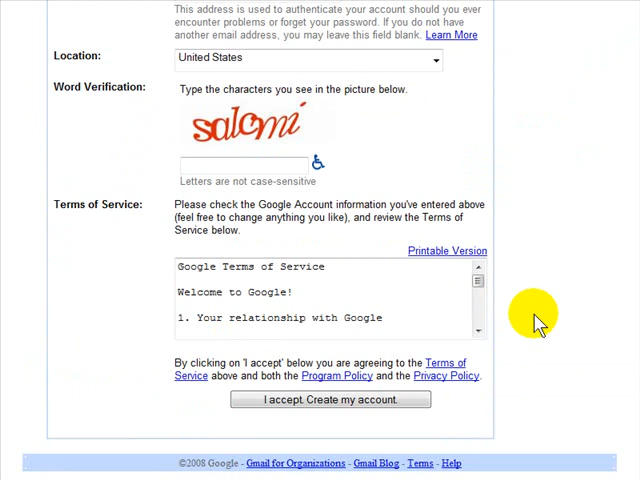 This address is used to authenticate your account should you ever
encounter problems or forget your password. If you do not have
another email address, you may leave this field blank. Learn More
Location:
United States
Word Verification:
Type the characters you see in the picture below.
salomi
Letters are not case-sensitive
Terms of Service:
Please check the Google Account information you've entered above
(feel free to change anything you like), and review the Terms of
Service below.
Printable Version
Google Terms of Service
Welcome to Google!
1. Your relationship with Google
By clicking on 'I accept' below you are agreeing to the Terms of
Service above and both the Program Policy and the Privacy Policy.
I accept. Create my account.
©2008 Google - Gmail for Organizations - Gmail Blog - Terms - Help